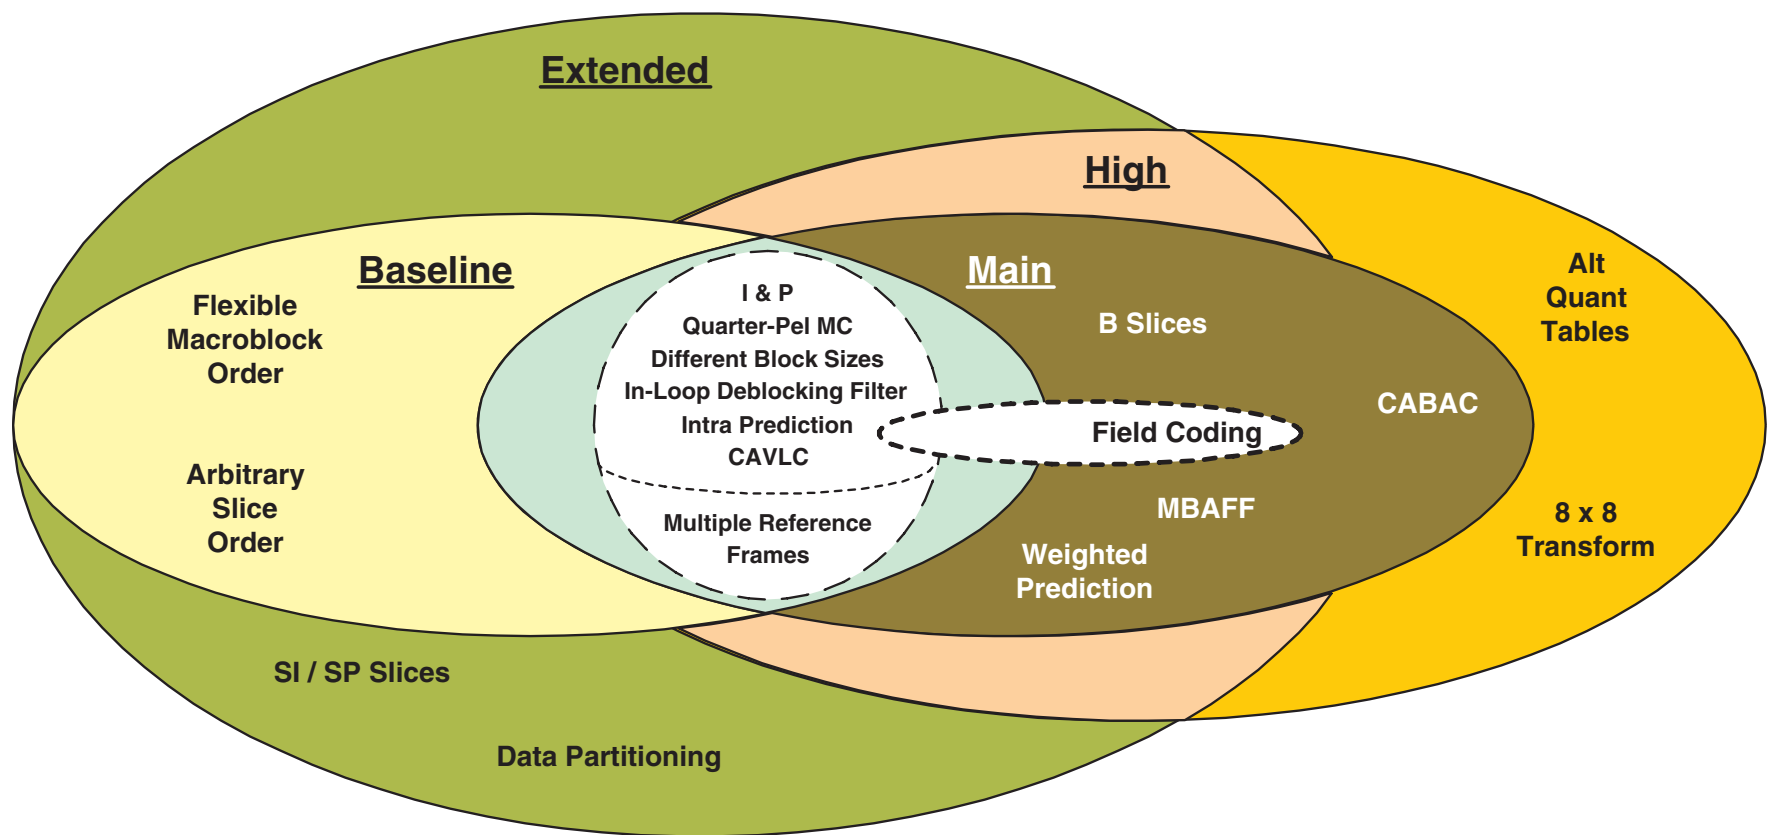 Extended
High
Baseline
Flexible
Macroblock
Order
Arbitrary
Slice
Order
I & P
Quarter-Pel MC
Different Block Sizes
In-Loop Deblocking Filter
Intra Prediction
CAVLC
Multiple Reference
Frames
Main
B Slices
CABAC
Field Coding
MBAFF
Weighted
Prediction
Alt
Quant
Tables
8 x 8
Transform
SI / SP Slices
Data Partitioning